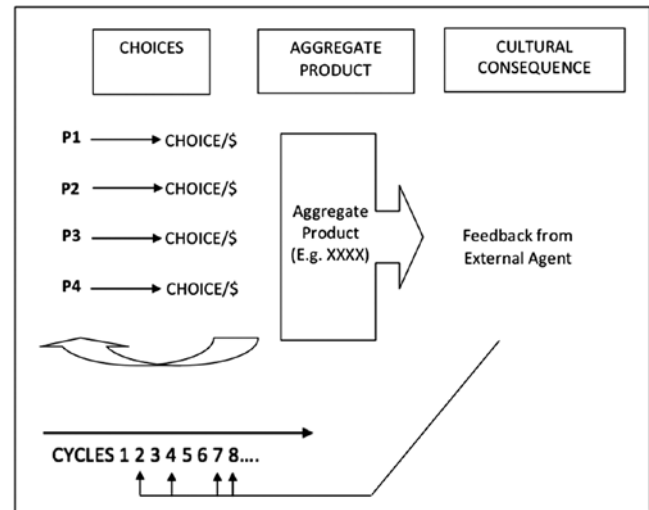 CHOICES
AGGREGATE
PRODUCT
CULTURAL
CONSEQUENCE
P1
CHOICE/$
P2
CHOICE/$
P3
CHOICE/$
P4
CHOICE/$
Aggregate
Product
(E.g. XXXX)
Feedback from
External Agent
CYCLES 1 2 3 4 5 6 7 8....